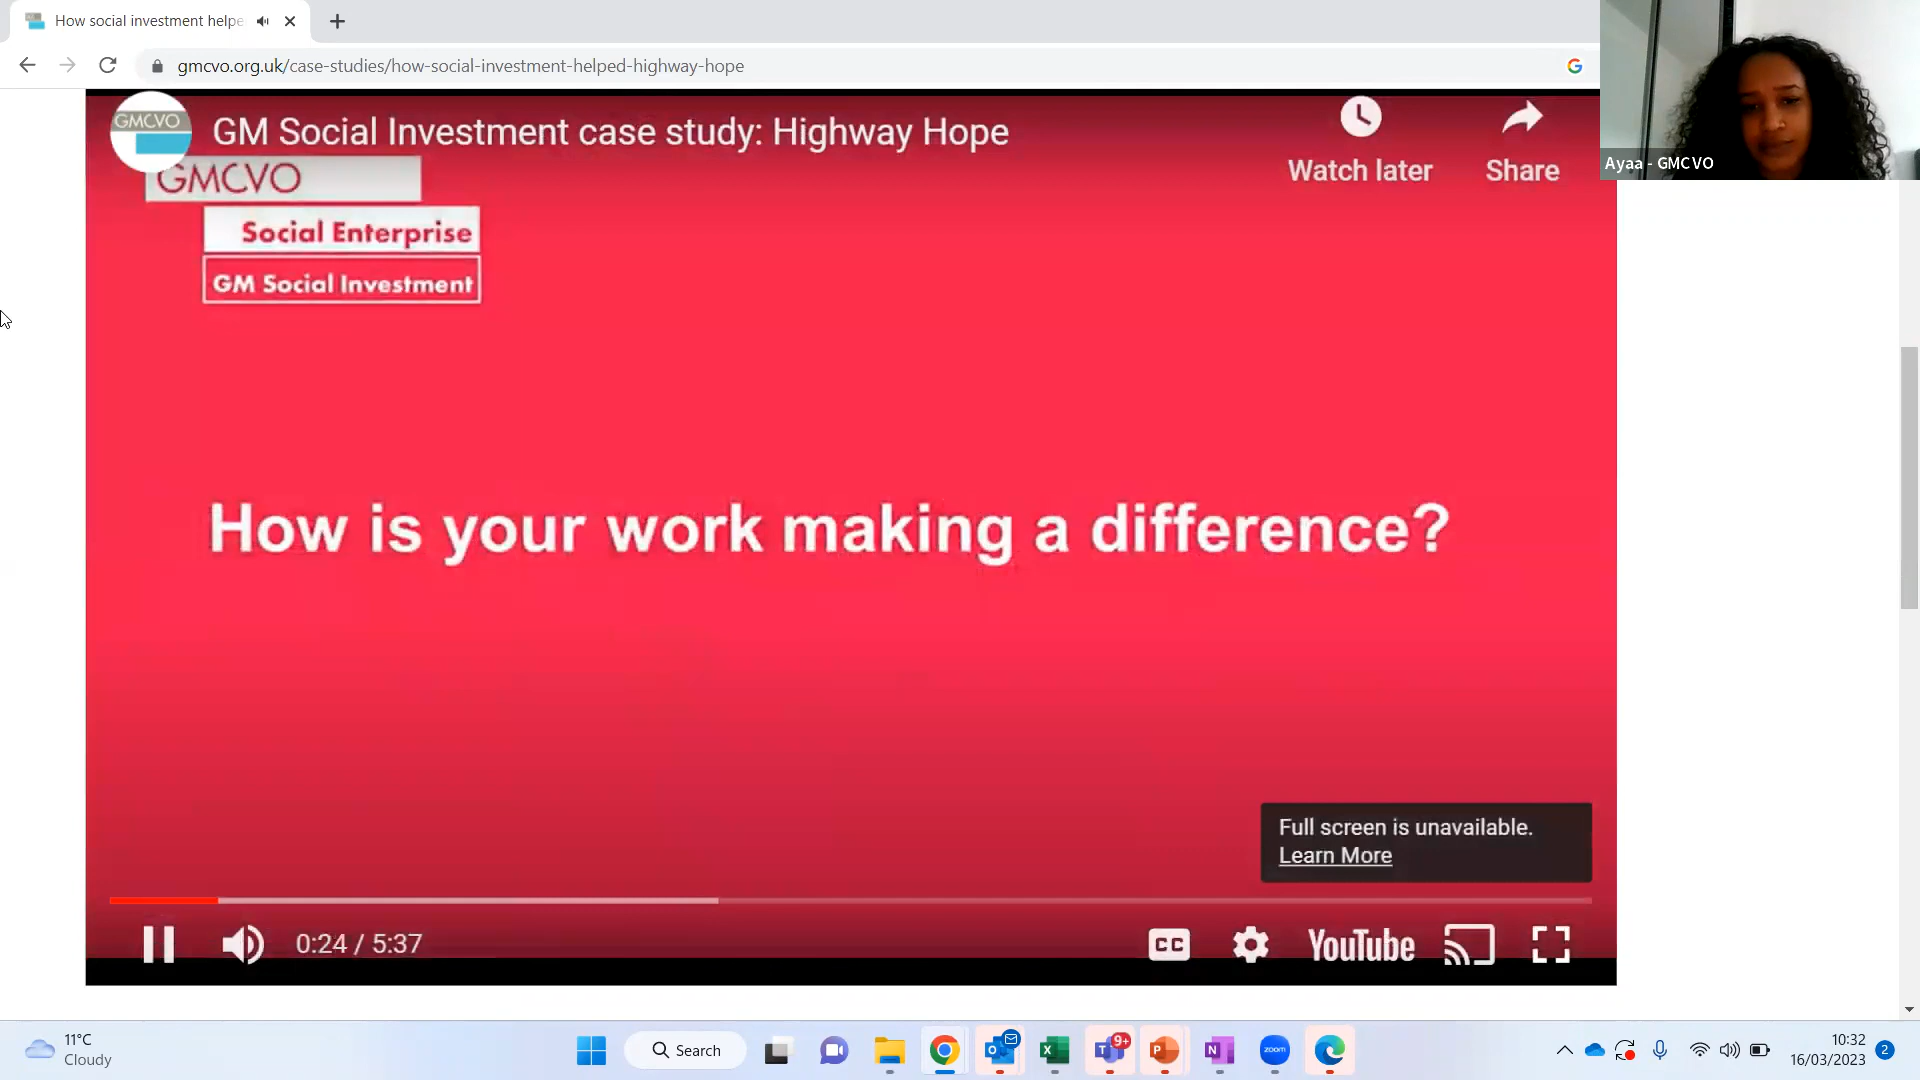 How social investment helpe
gmcvo.org.uk/case-studies/how-social-investment-helped-highway-hope
Ayaa - GMCVO
GMCVO
GM Social Investment case study: Highway Hope
Watch later
Share
GMCVO
Social Enterprise
GM Social Investment
How is your work making a difference?
Full screen is unavailable.
Learn More
0:24 / 5:37
CC
YouTube
11°C
Cloudy
Search
9+
zoom
10:32
16/03/2023
2